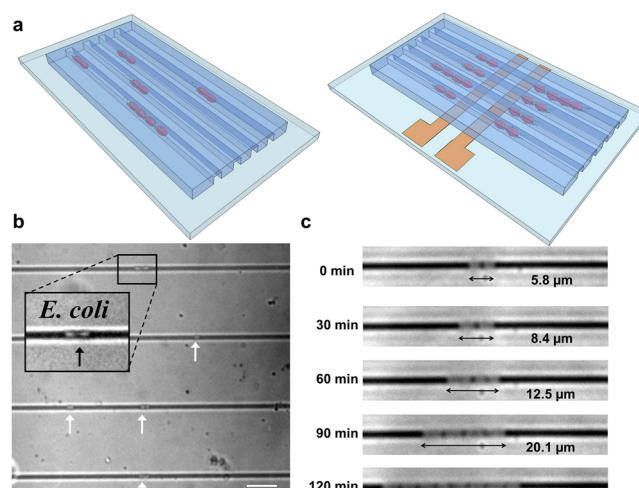 a
b
E. coli
c
0 min
5.8 µm
30 min
8.4 µm
60 min
12.5 µm
90 min
20.1 µm
120 min